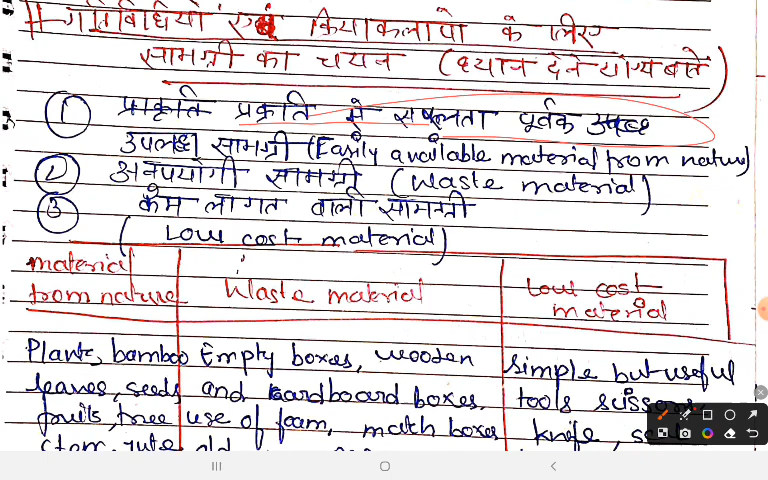 # गतिविधियों एवं क्रियाकलापों के लिए
सामग्री का चयन (ध्यान देने योग्य बातें)
① प्राकृति प्रकृति में सफलता पूर्वक
उपलब्ध सामग्री (Easily available material from nature)
② अनुपयोगी सामग्री (Waste material)
③ कम लागत वाली सामग्री
(Low cost material)
material from nature
Waste material
Low cost material
Plants, bamboo
leaves, seeds
fruits, tree
stem, jute, old
Empty boxes, wooden
and cardboard boxes,
use of foam, match boxes
simple but useful
tools scissors,
knife,